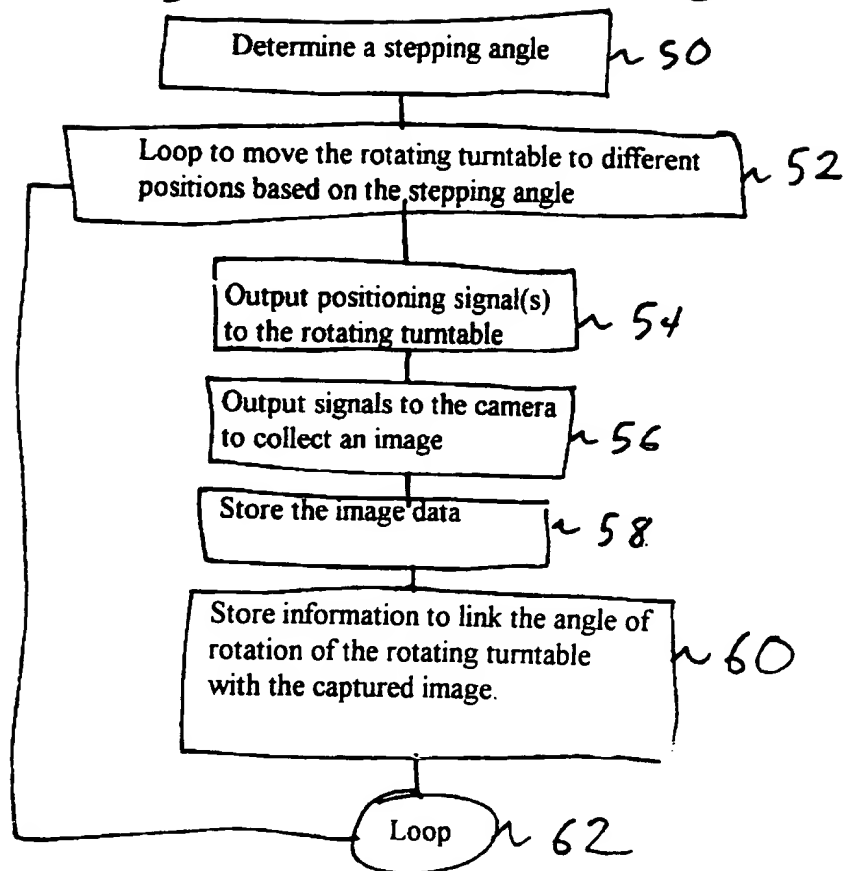 Determine a stepping angle
50
Loop to move the rotating turntable to different
positions based on the stepping angle
52
Output positioning signal(s)
to the rotating turntable
54
Output signals to the camera
to collect an image
56
Store the image data
58
Store information to link the angle of
rotation of the rotating turntable
with the captured image.
60
Loop
62